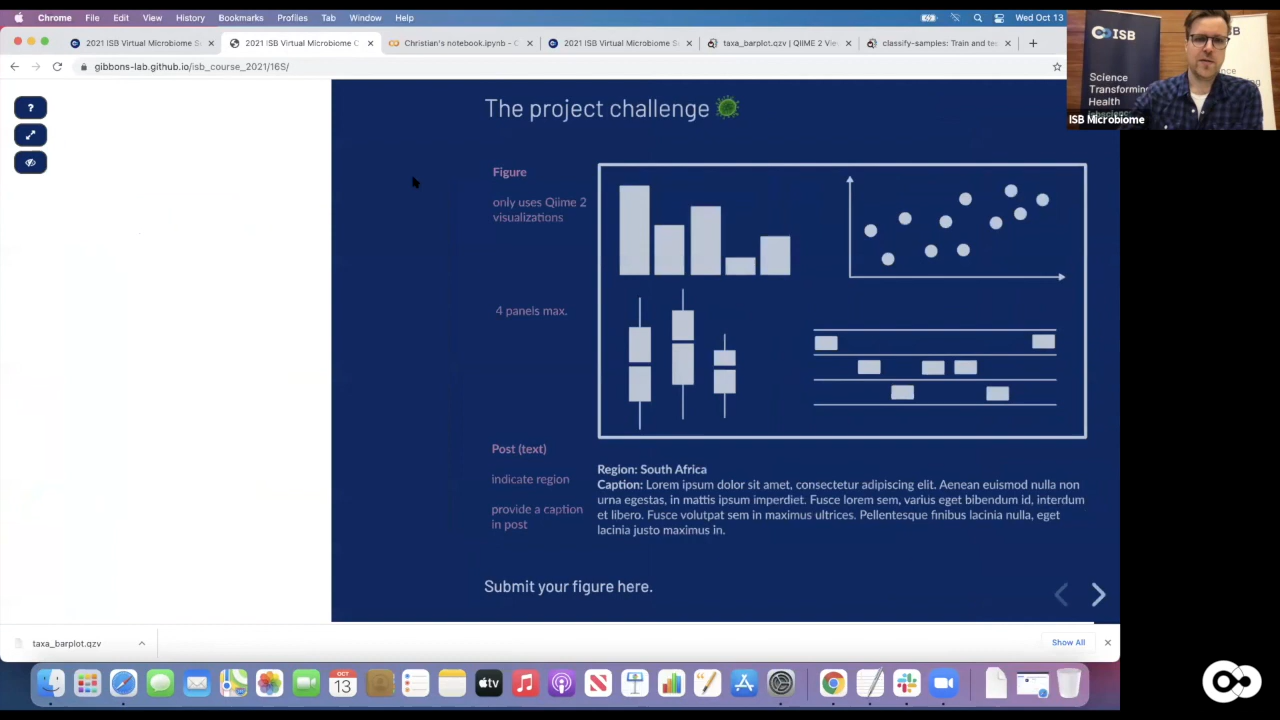 Chrome File Edit View History Bookmarks Profiles Tab Window Help Wed Oct 13
2021 ISB Virtual Microbiome S
2021 ISB Virtual Microbiome C
Christian's notebook.ipynb - C
2021 ISB Virtual Microbiome S
taxa_barplot.qzv | QIIME 2 Vie
classify-samples: Train and te
gibbons-lab.github.io/isb_course_2021/16S/
ISB
Science
Transforming
Health
ISB Microbiome
?
The project challenge
Figure
only uses Qiime 2
visualizations
4 panels max.
Post (text)
indicate region
provide a caption
in post
Region: South Africa
Caption: Lorem ipsum dolor sit amet, consectetur adipiscing elit. Aenean euismod nulla non
urna egestas, in mattis ipsum imperdiet. Fusce lorem sem, varius eget bibendum id, interdum
et libero. Fusce volutpat sem in maximus ultrices. Pellentesque finibus lacinia nulla, eget
lacinia justo maximus in.
Submit your figure here.
taxa_barplot.qzv
Show All
OCT
13
tv